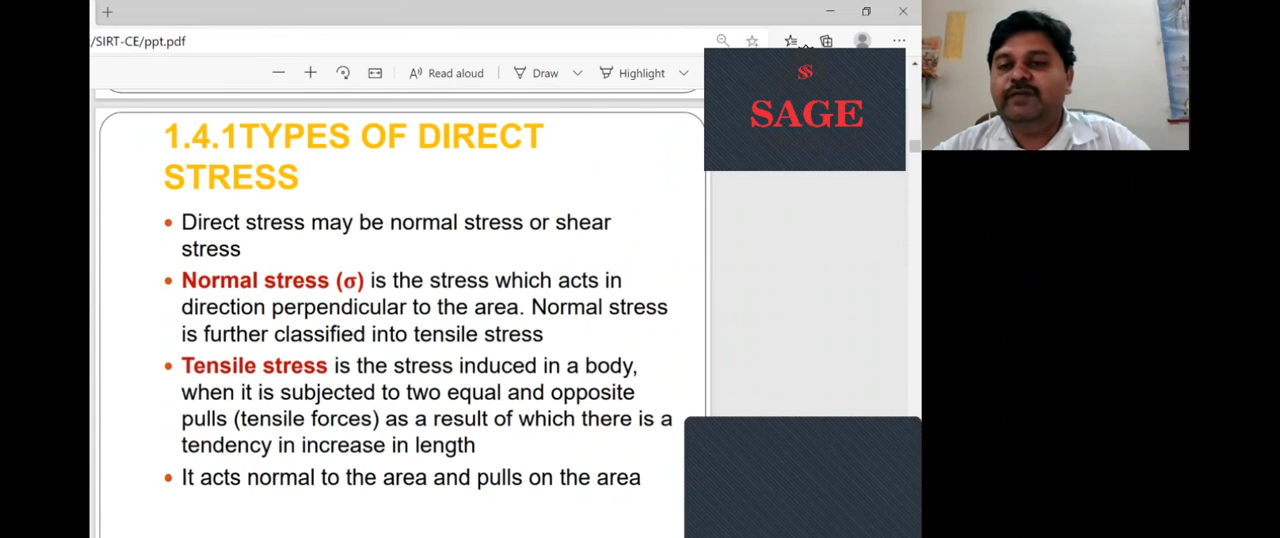 /SIRT-CE/ppt.pdf
Read aloud
Draw
Highlight
SAGE
1.4.1TYPES OF DIRECT
STRESS
• Direct stress may be normal stress or shear
stress
• Normal stress (σ) is the stress which acts in
direction perpendicular to the area. Normal stress
is further classified into tensile stress
• Tensile stress is the stress induced in a body,
when it is subjected to two equal and opposite
pulls (tensile forces) as a result of which there is a
tendency in increase in length
• It acts normal to the area and pulls on the area